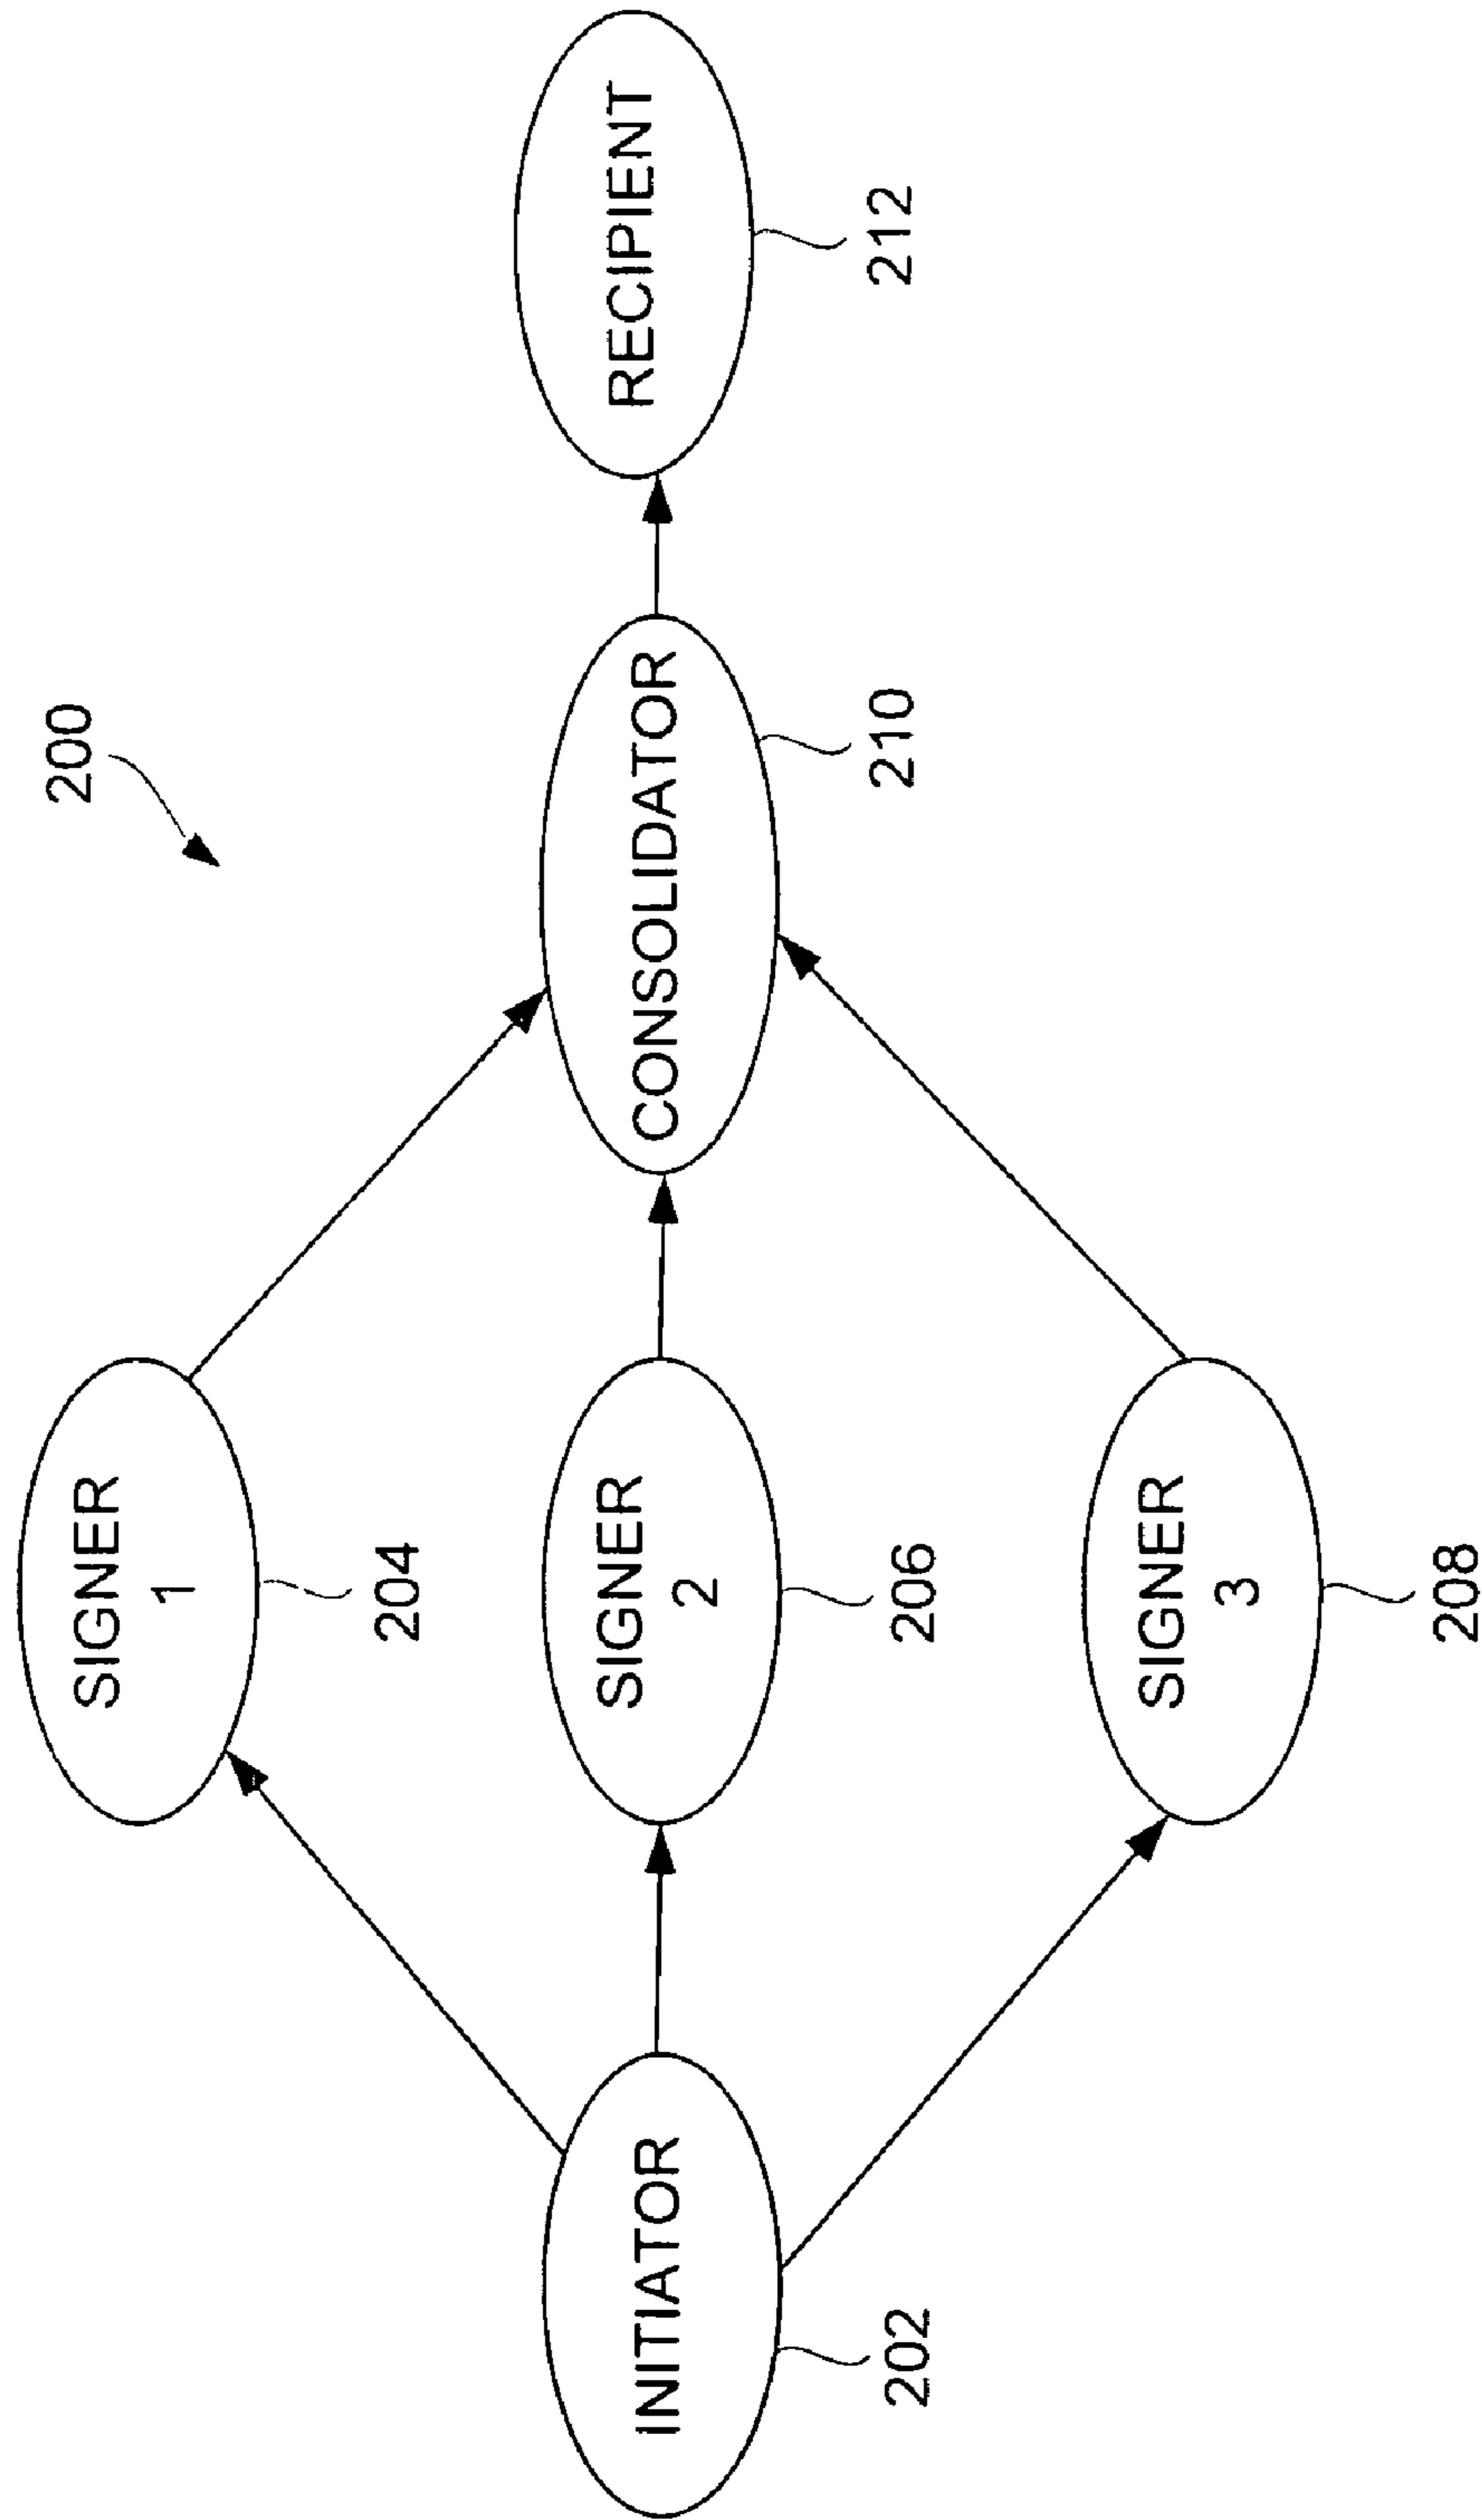 200
SIGNER
1
204
INITIATOR
202
SIGNER
2
206
CONSOLIDATOR
210
RECIPIENT
212
SIGNER
3
208